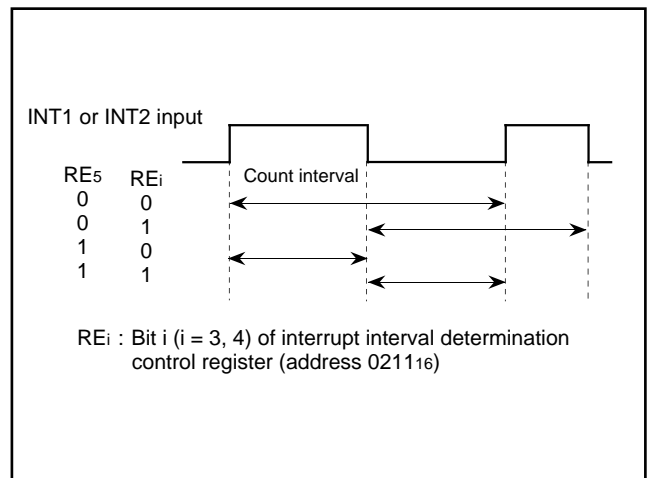 INT1 or INT2 input
RE5 REi Count interval
0 0
0 1
1 0
1 1
REi : Bit i (i = 3, 4) of interrupt interval determination
control register (address 021116)